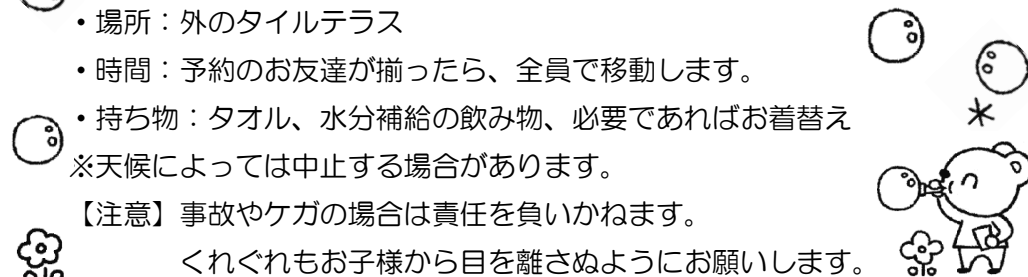 ・場所：外のタイルテラス
・時間：予約のお友達が揃ったら、全員で移動します。
・持ち物：タオル、水分補給の飲み物、必要であればお着替え
※天候によっては中止する場合があります。
【注意】事故やケガの場合は責任を負いかねます。
くれぐれもお子様から目を離さぬようにお願いします。